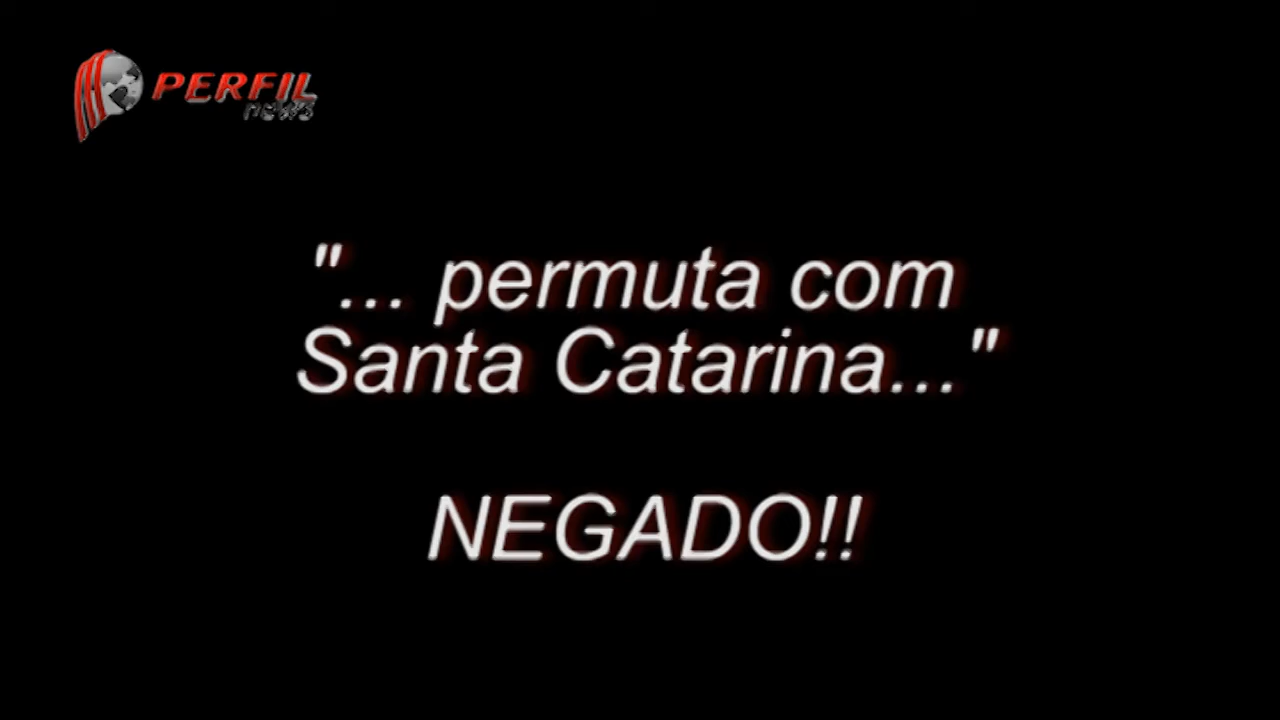 PERFIL
news
"... permuta com
Santa Catarina..."
NEGADO!!